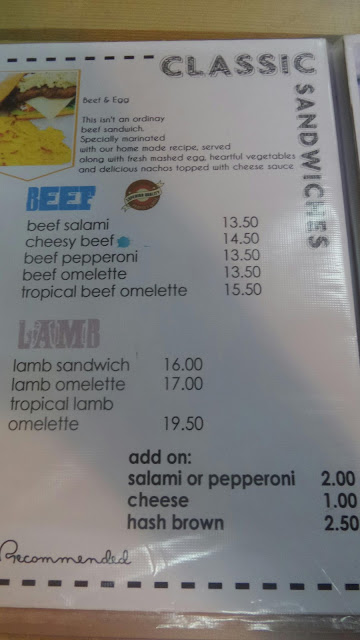 CLASSIC
SANDWICHES
Beef & Egg
This isn't an ordinay
beef sandwich.
Specially marinated
with our home made recipe, served
along with fresh mashed egg, heartful vegetables
and delicious nachos topped with cheese sauce
BEEF
beef salami 13.50
cheesy beef 14.50
beef pepperoni 13.50
beef omelette 13.50
tropical beef omelette 15.50
LAMB
lamb sandwich 16.00
lamb omelette 17.00
tropical lamb
omelette 19.50
add on:
salami or pepperoni 2.00
cheese 1.00
hash brown 2.50
Recommended